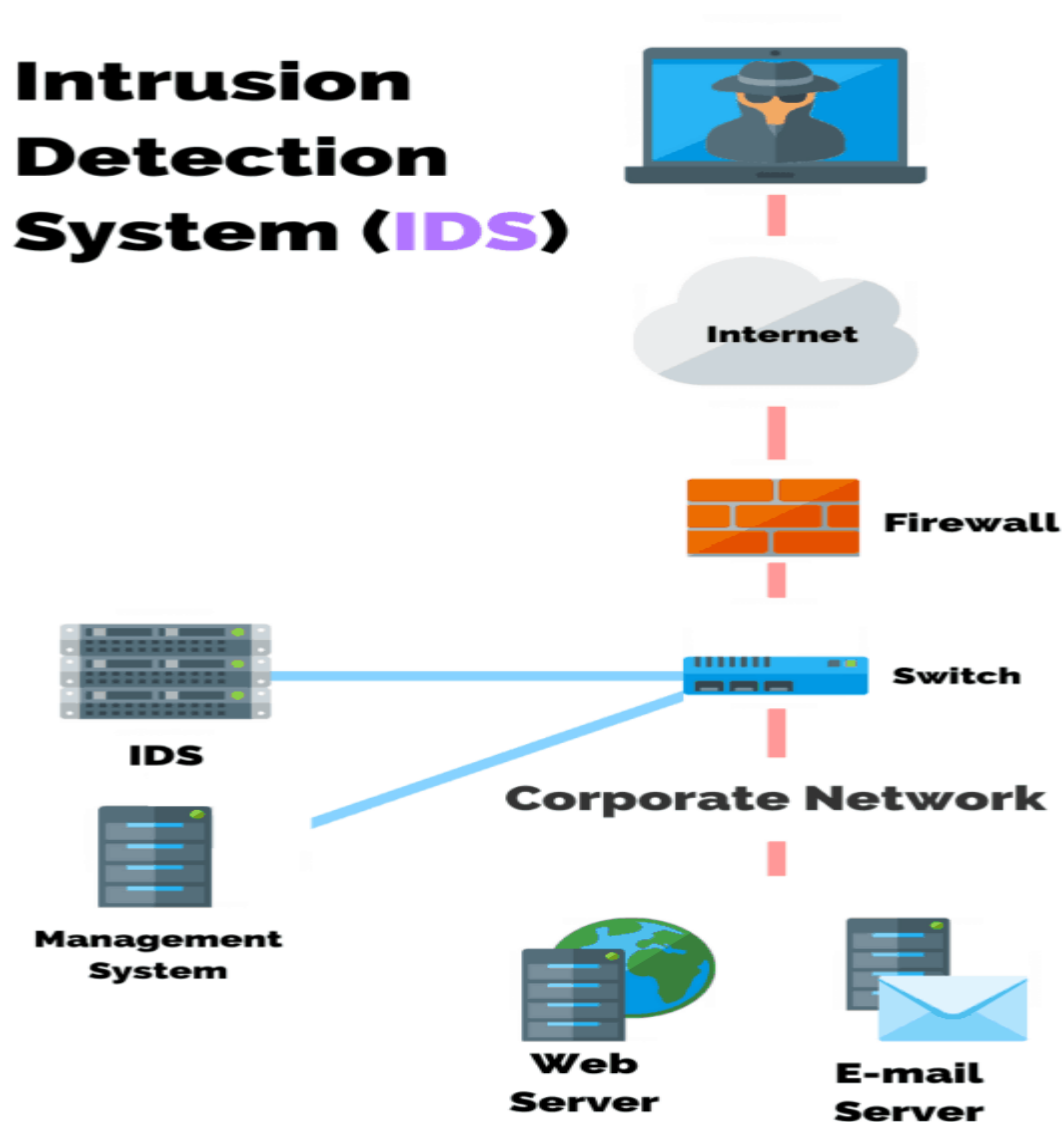 Intrusion
Detection
System (IDS)
Internet
Firewall
Switch
IDS
Corporate Network
Management
System
Web
Server
E-mail
Server